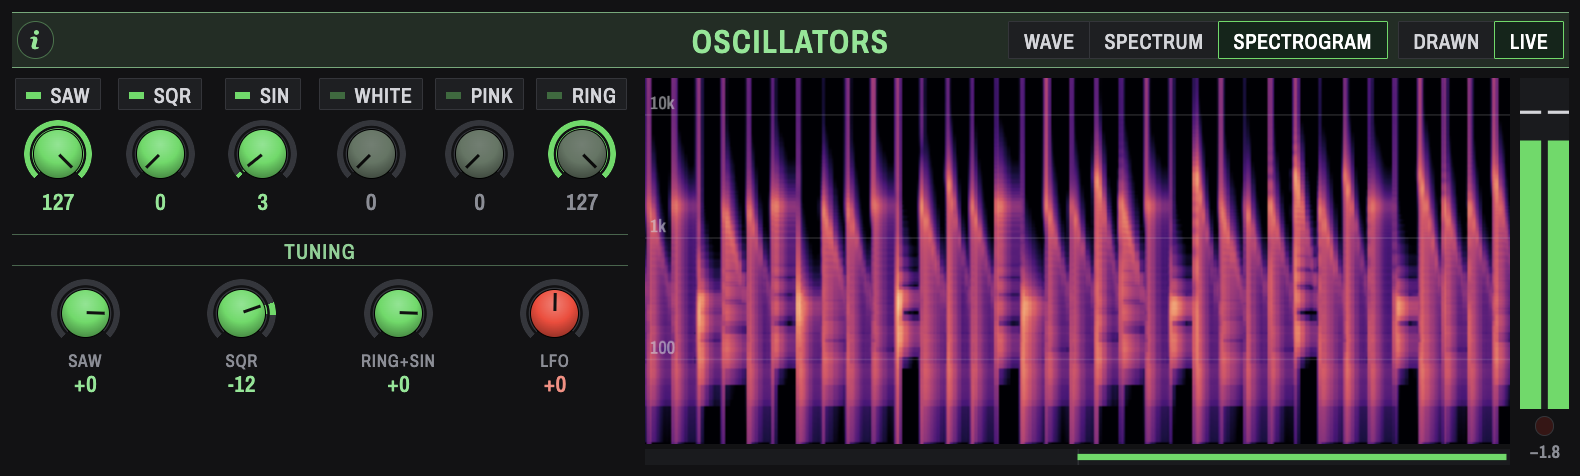 i OSCILLATORS WAVE SPECTRUM SPECTROGRAM DRAWN LIVE
SAW SQR SIN WHITE PINK RING
127 0 3 0 0 127
TUNING
SAW SQR RING+SIN LFO
+0 -12 +0 +0
10k
1k
100
−1.8